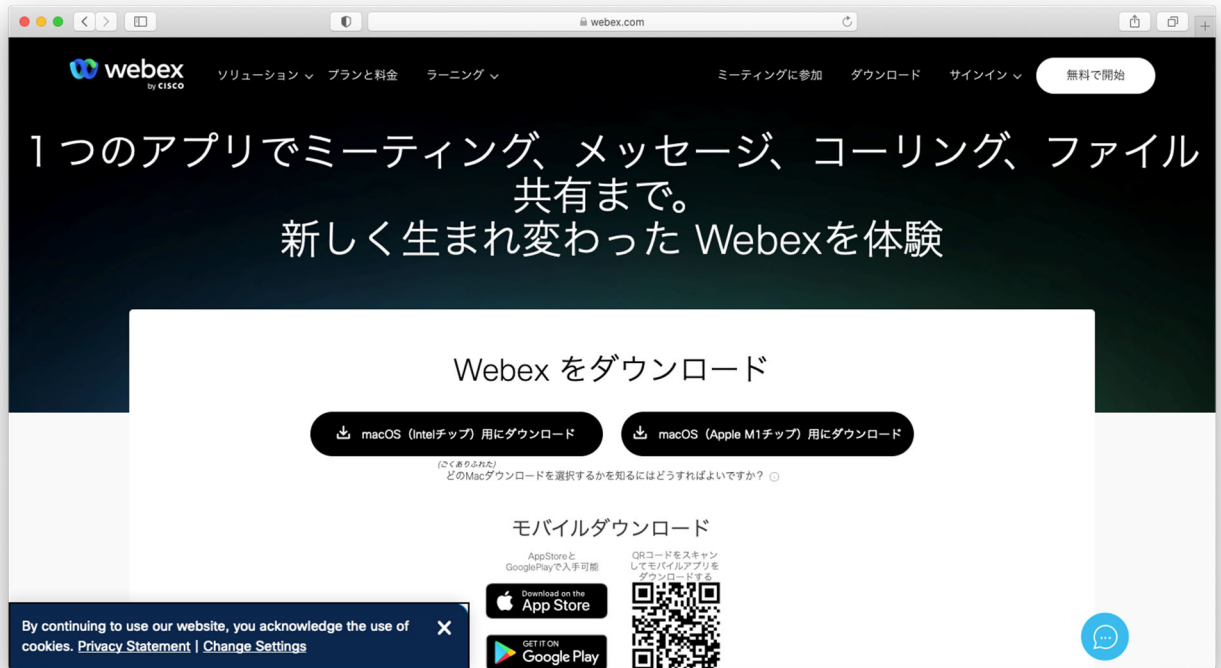 webex.com
webex
by CISCO
ソリューション
プランと料金
ラーニング
ミーティングに参加
ダウンロード
サインイン
無料で開始
1 つのアプリでミーティング、メッセージ、コーリング、ファイル
共有まで。
新しく生まれ変わった Webexを体験
Webex をダウンロード
macOS（Intelチップ）用にダウンロード
macOS（Apple M1チップ）用にダウンロード
(ごくありふれた)
どのMacダウンロードを選択するかを知るにはどうすればよいですか？
モバイルダウンロード
AppStoreと
GooglePlayで入手可能
Download on the
App Store
GET IT ON
Google Play
QRコードをスキャン
してモバイルアプリを
ダウンロードする
By continuing to use our website, you acknowledge the use of
cookies. Privacy Statement | Change Settings